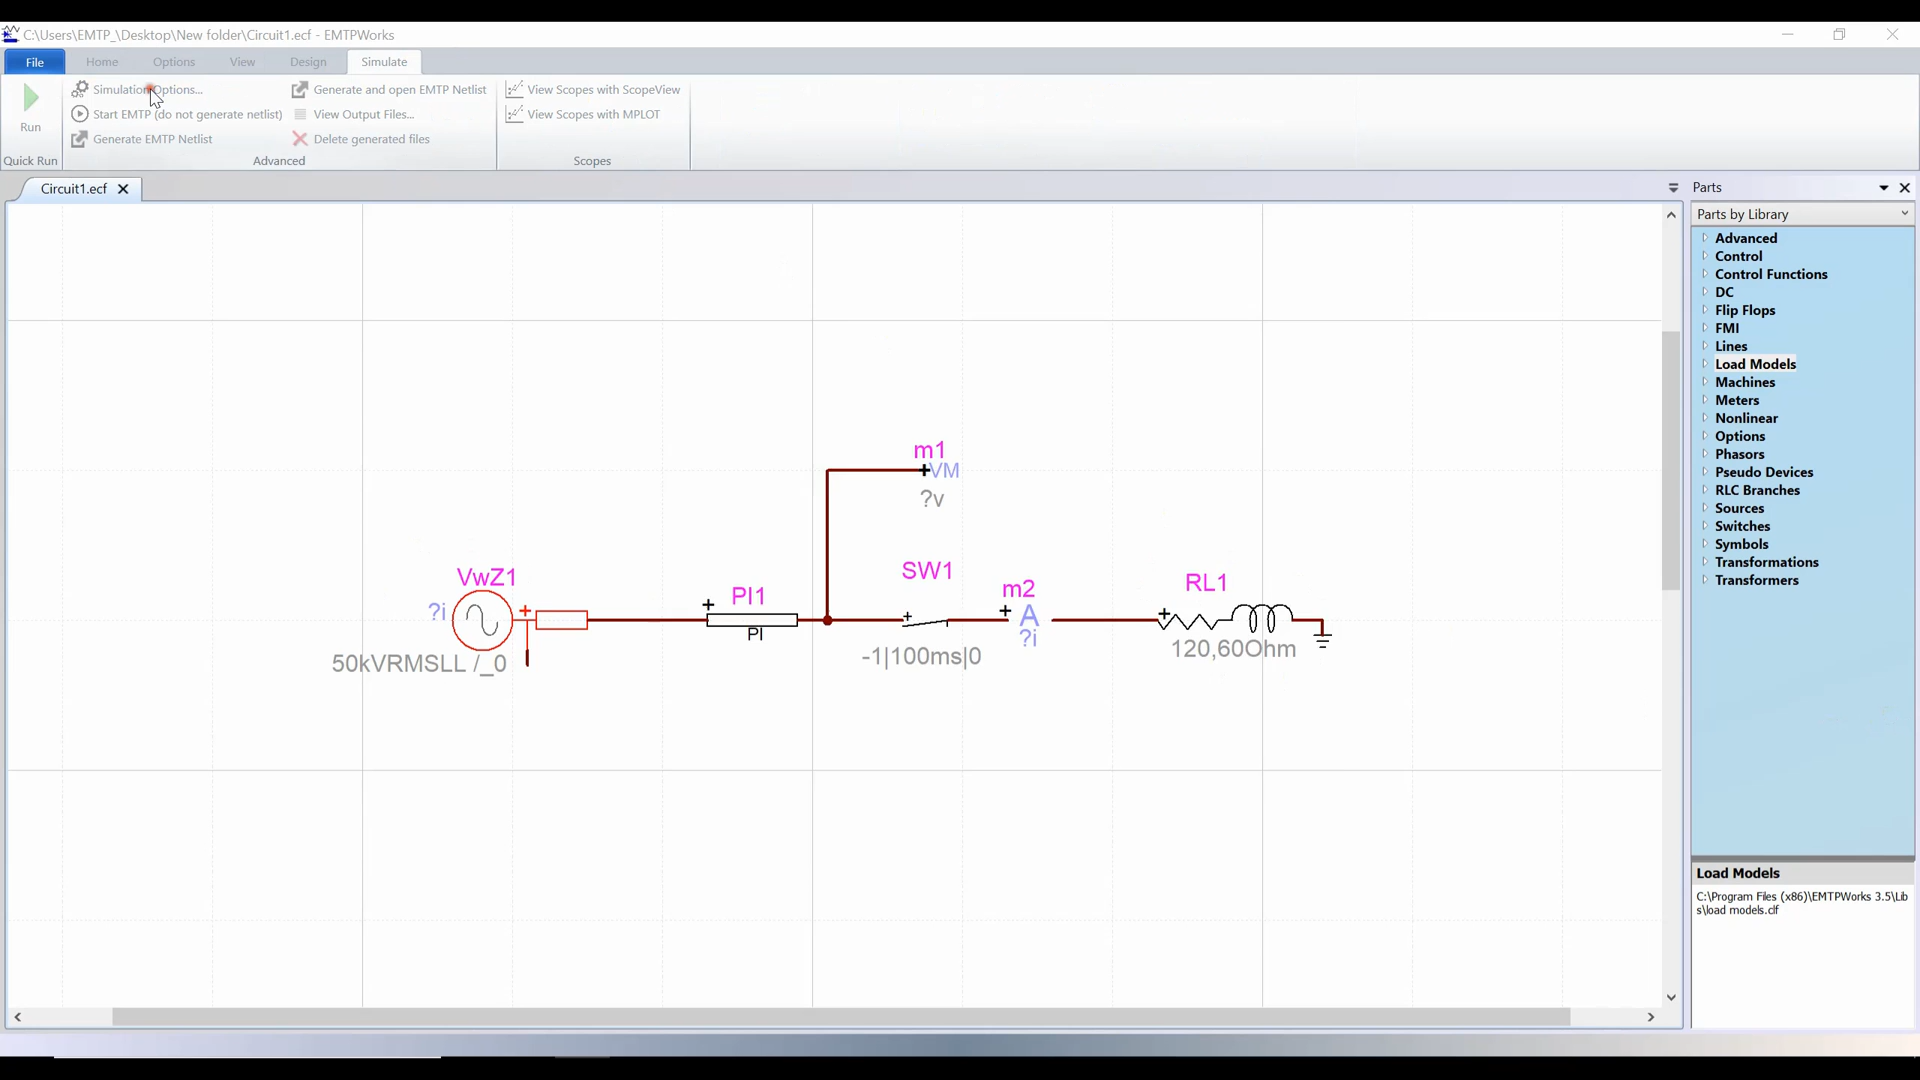 C:\Users\EMTP_\Desktop\New folder\Circuit1.ecf - EMTPWorks
File
Home
Options
View
Design
Simulate
Run
Quick Run
Simulation Options...
Start EMTP (do not generate netlist)
Generate EMTP Netlist
Generate and open EMTP Netlist
View Output Files...
Delete generated files
Advanced
View Scopes with ScopeView
View Scopes with MPLOT
Scopes
Circuit1.ecf
m1
+VM
?v
VwZ1
?i
+
50kVRMSLL /_0
+
PI1
PI
SW1
+
-1|100ms|0
m2
+
A
?i
RL1
+
120,60Ohm
Parts
Parts by Library
Advanced
Control
Control Functions
DC
Flip Flops
FMI
Lines
Load Models
Machines
Meters
Nonlinear
Options
Phasors
Pseudo Devices
RLC Branches
Sources
Switches
Symbols
Transformations
Transformers
Load Models
C:\Program Files (x86)\EMTPWorks 3.5\Lib
s\load models.clf